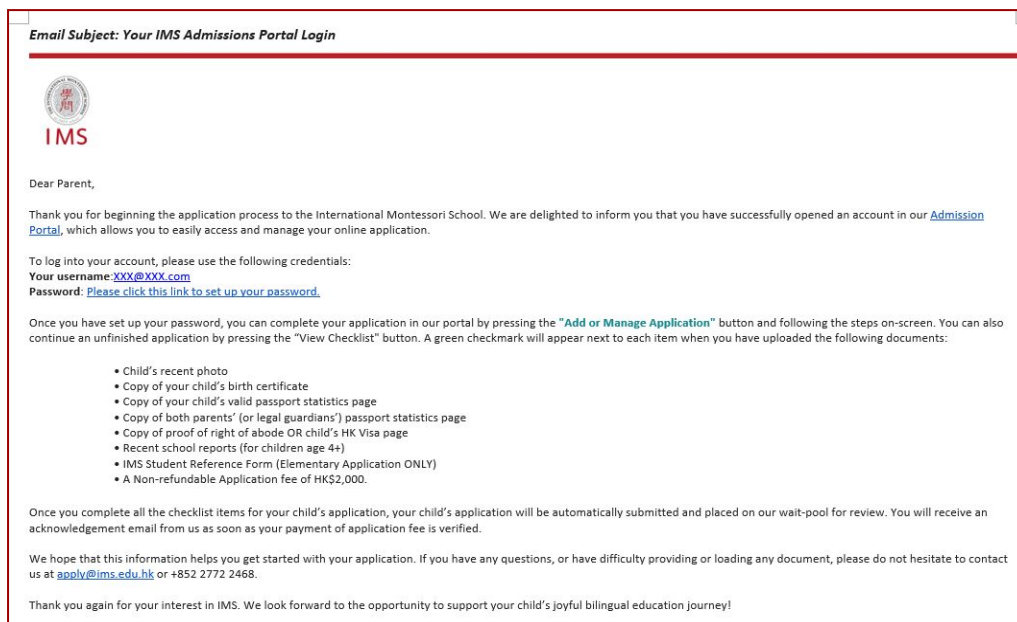 Email Subject: Your IMS Admissions Portal Login
學
問
IMS
Dear Parent,
Thank you for beginning the application process to the International Montessori School. We are delighted to inform you that you have successfully opened an account in our Admission
Portal, which allows you to easily access and manage your online application.
To log into your account, please use the following credentials:
Your username:XXX@XXX.com
Password: Please click this link to set up your password.
Once you have set up your password, you can complete your application in our portal by pressing the "Add or Manage Application" button and following the steps on-screen. You can also
continue an unfinished application by pressing the "View Checklist" button. A green checkmark will appear next to each item when you have uploaded the following documents:
• Child's recent photo
• Copy of your child's birth certificate
• Copy of your child's valid passport statistics page
• Copy of both parents' (or legal guardians') passport statistics page
• Copy of proof of right of abode OR child's HK Visa page
• Recent school reports (for children age 4+)
• IMS Student Reference Form (Elementary Application ONLY)
• A Non-refundable Application fee of HK$2,000.
Once you complete all the checklist items for your child's application, your child's application will be automatically submitted and placed on our wait-pool for review. You will receive an
acknowledgement email from us as soon as your payment of application fee is verified.
We hope that this information helps you get started with your application. If you have any questions, or have difficulty providing or loading any document, please do not hesitate to contact
us at apply@ims.edu.hk or +852 2772 2468.
Thank you again for your interest in IMS. We look forward to the opportunity to support your child's joyful bilingual education journey!